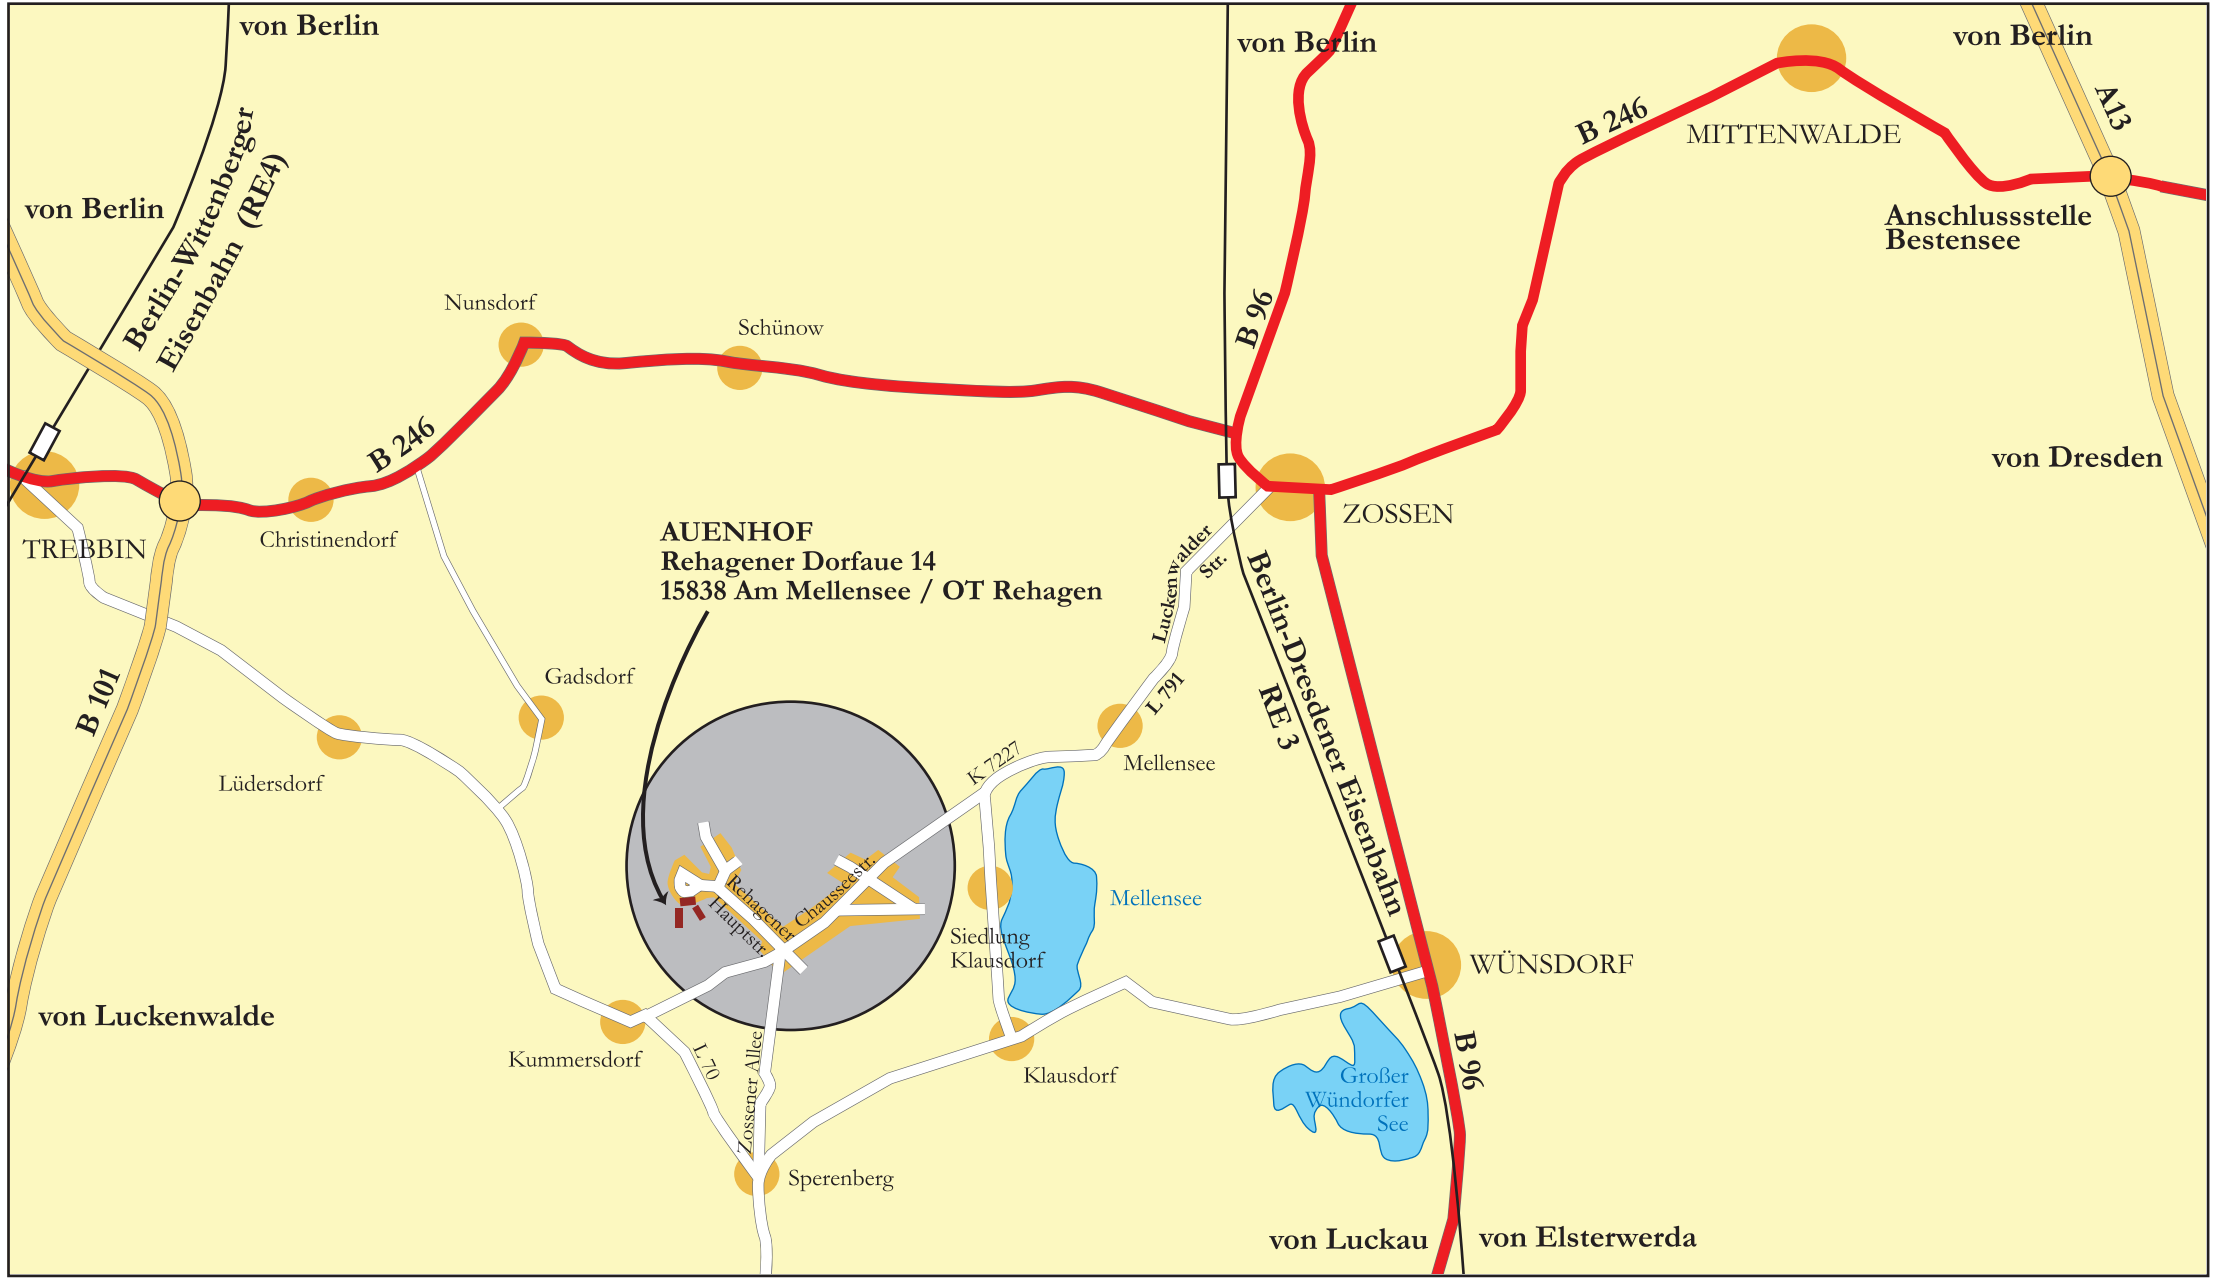 von Berlin
von Berlin
von Berlin
A13
B 246
MITTENWALDE
Berlin-Wittenberger
Eisenbahn (RE4)
von Berlin
Anschlussstelle
Bestensee
Nunsdorf
Schünow
B 96
B 246
von Dresden
ZOSSEN
TREBBIN
Christinendorf
AUENHOF
Rehagener Dorfaue 14
15838 Am Mellensee / OT Rehagen
Luckenwalder
Str.
Berlin-Dresdener Eisenbahn
RE 3
B 101
Gadsdorf
L 791
Lüdersdorf
K 7227
Mellensee
Rehagener
Hauptstr.
Chausseestr.
Mellensee
Siedlung
Klausdorf
WÜNSDORF
von Luckenwalde
Kummersdorf
L 70
Zossener Allee
Klausdorf
B 96
Großer
Wündorfer
See
Sperenberg
von Luckau
von Elsterwerda